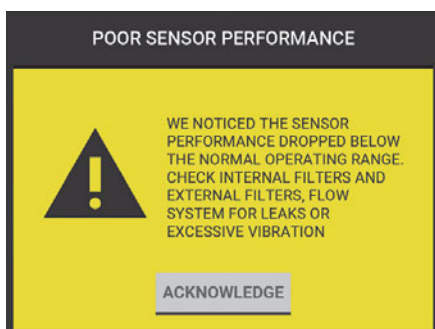 POOR SENSOR PERFORMANCE
WE NOTICED THE SENSOR
PERFORMANCE DROPPED BELOW
THE NORMAL OPERATING RANGE.
CHECK INTERNAL FILTERS AND
EXTERNAL FILTERS, FLOW
SYSTEM FOR LEAKS OR
EXCESSIVE VIBRATION
ACKNOWLEDGE